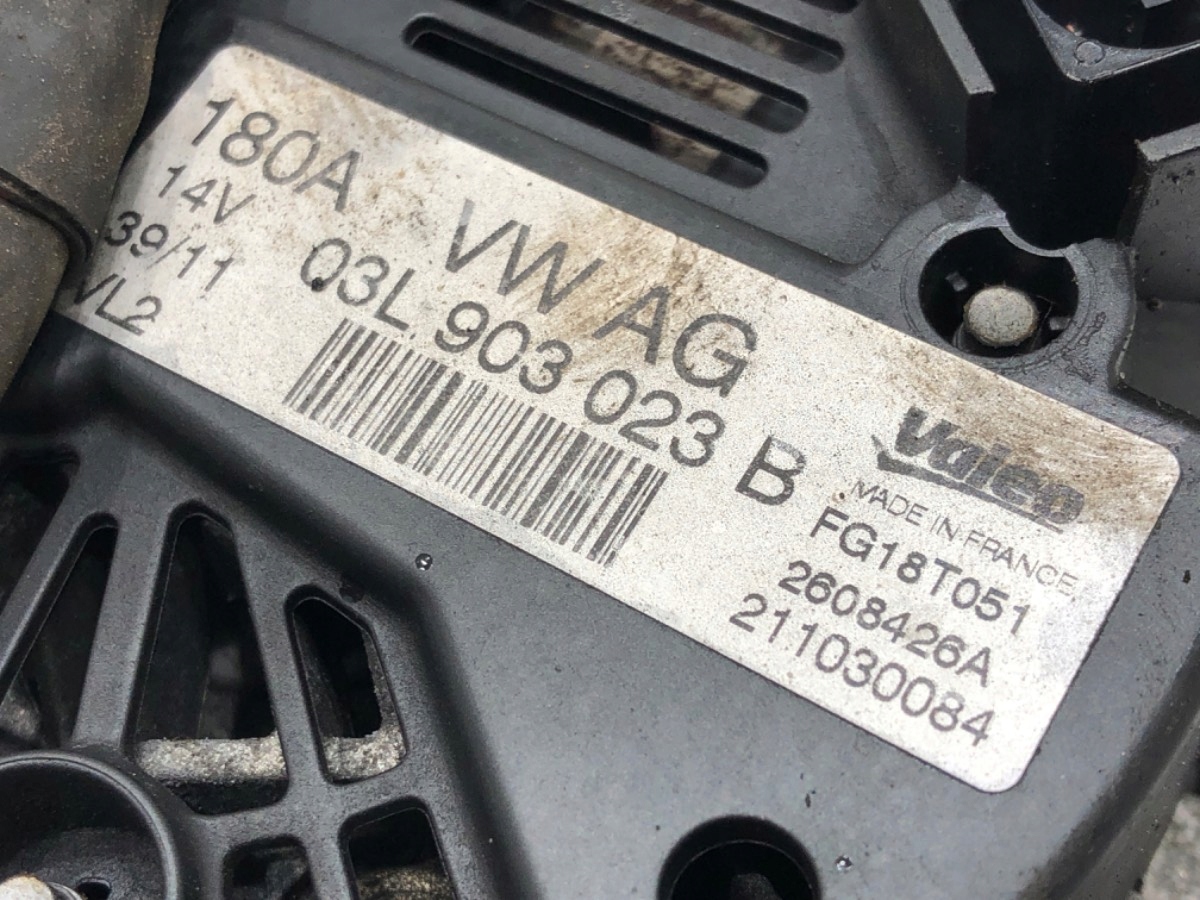 180A
14V
39/11
VL2
VW AG
03L 903 023 B
Valeo
MADE IN FRANCE
FG18T051
2608426A
211030084